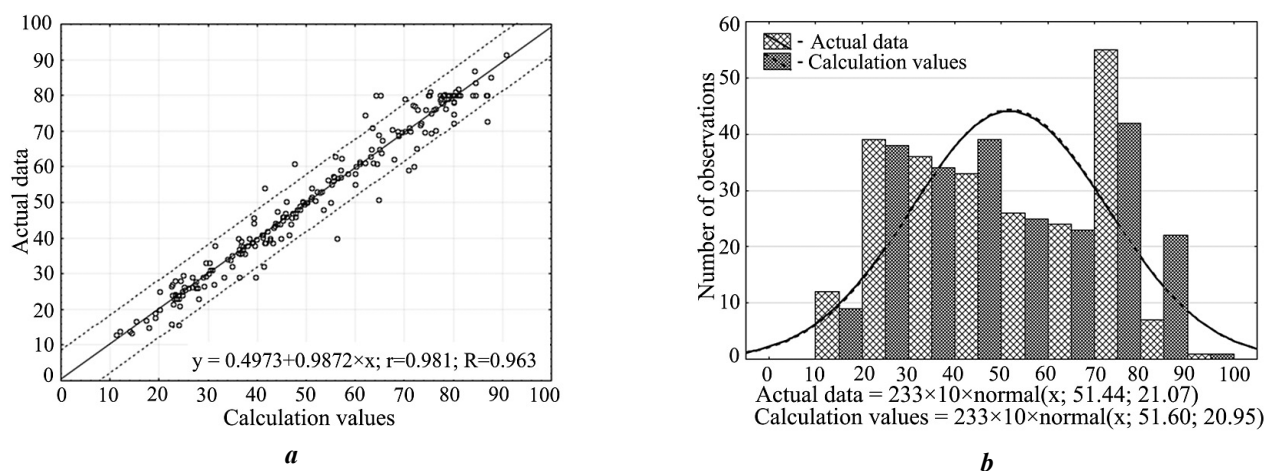 100
90
80
70
60
50
40
30
20
10
0
Actual data
y = 0.4973+0.9872×x; r=0.981; R=0.963
0 10 20 30 40 50 60 70 80 90 100
Calculation values
a
60
50
40
30
20
10
0
Number of observations
- Actual data
- Calculation values
0 10 20 30 40 50 60 70 80 90 100
Actual data = 233×10×normal(x; 51.44; 21.07)
Calculation values = 233×10×normal(x; 51.60; 20.95)
b